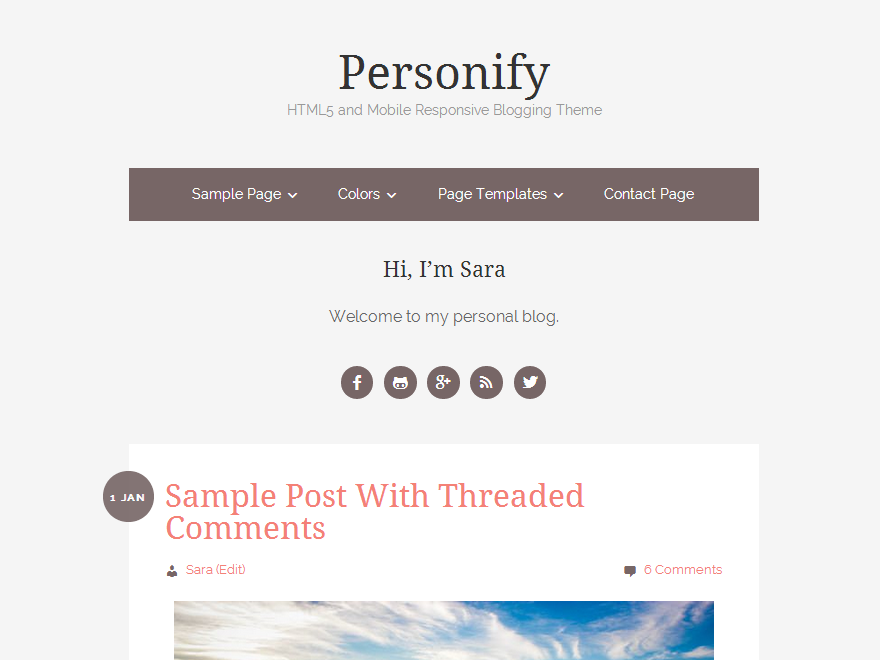 Personify
HTML5 and Mobile Responsive Blogging Theme
Sample Page Colors Page Templates Contact Page
Hi, I’m Sara
Welcome to my personal blog.
1 JAN
Sample Post With Threaded
Comments
Sara (Edit) 6 Comments